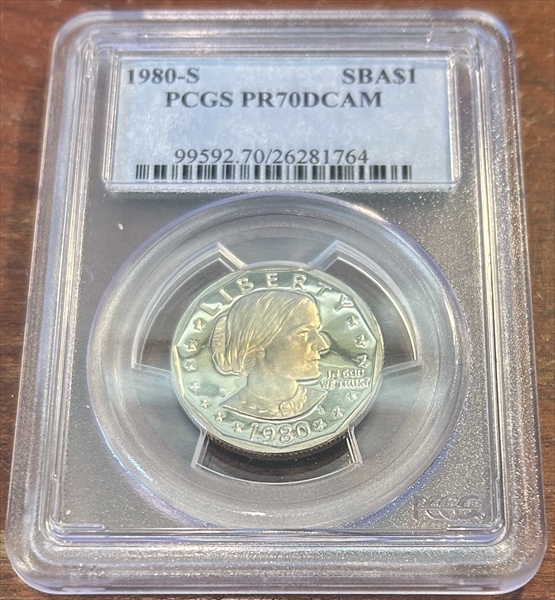 1980-S SBA$1
PCGS PR70DCAM
99592.70/26281764
LIBERTY
IN GOD
WE TRUST
S
1980